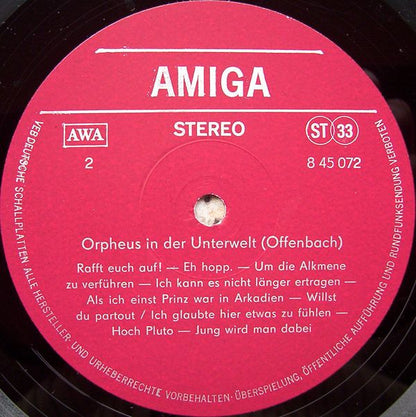 AMIGA
AWA
STEREO
ST 33
2
8 45 072
Orpheus in der Unterwelt (Offenbach)
Rafft euch auf! — Eh hopp. — Um die Alkmene
zu verführen — Ich kann es nicht länger ertragen —
Als ich einst Prinz war in Arkadien — Willst
du partout / Ich glaubte hier etwas zu fühlen —
Hoch Pluto — Jung wird man dabei
VEB DEUTSCHE SCHALLPLATTEN · ALLE HERSTELLER- UND URHEBERRECHTE VORBEHALTEN · ÜBERSPIELUNG, ÖFFENTLICHE AUFFÜHRUNG UND RUNDFUNKSENDUNG VERBOTEN